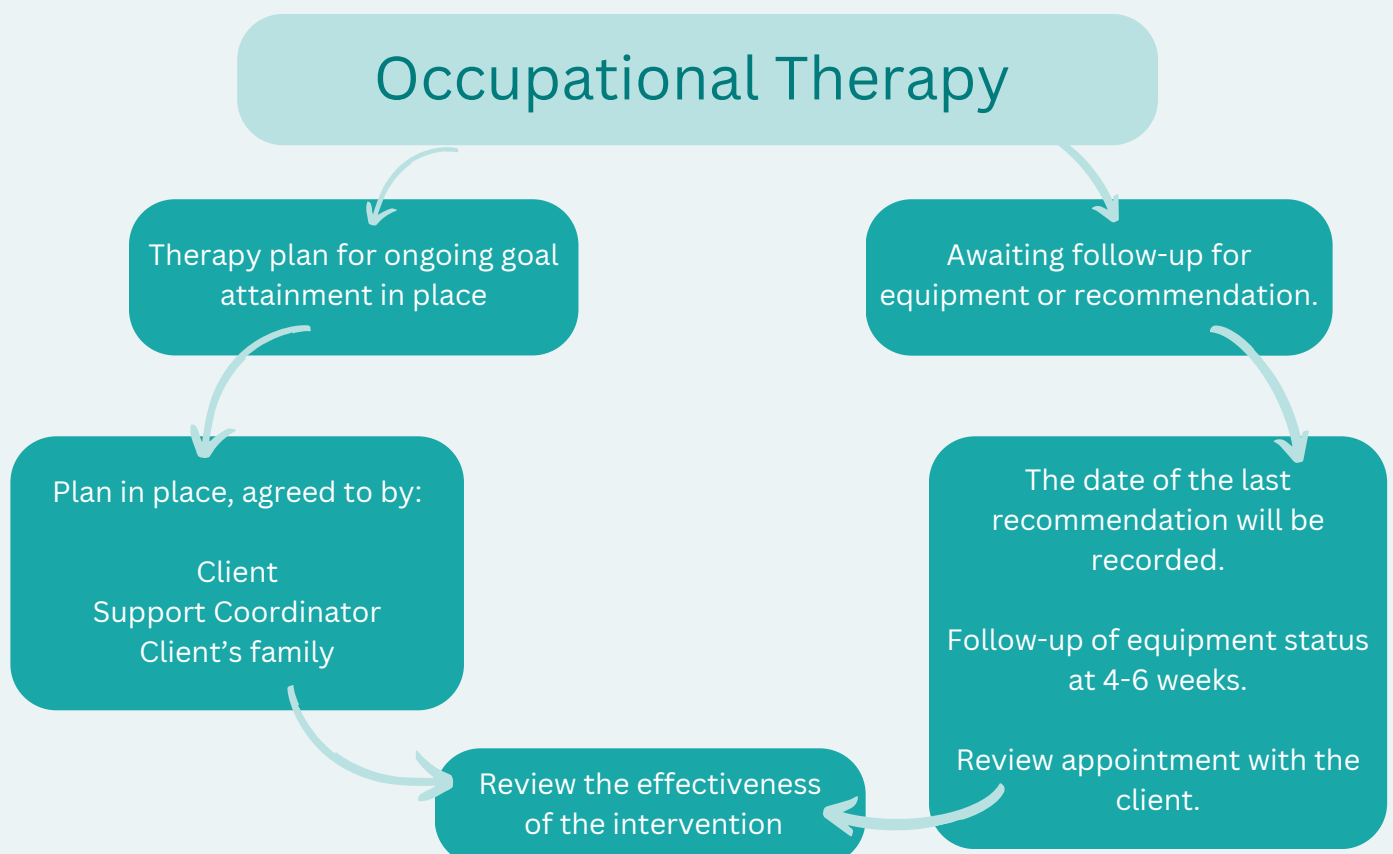 Occupational Therapy
Therapy plan for ongoing goal
attainment in place
Awaiting follow-up for
equipment or recommendation.
Plan in place, agreed to by:
Client
Support Coordinator
Client’s family
The date of the last
recommendation will be
recorded.
Follow-up of equipment status
at 4-6 weeks.
Review appointment with the
client.
Review the effectiveness
of the intervention